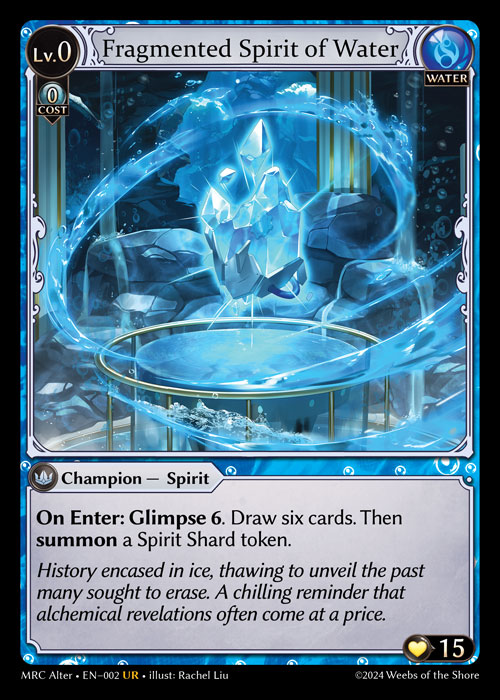 Lv.0
Fragmented Spirit of Water
WATER
0
COST
Champion — Spirit
On Enter: Glimpse 6. Draw six cards. Then
summon a Spirit Shard token.
History encased in ice, thawing to unveil the past
many sought to erase. A chilling reminder that
alchemical revelations often come at a price.
15
MRC Alter • EN–002 UR • illust: Rachel Liu
©2024 Weebs of the Shore